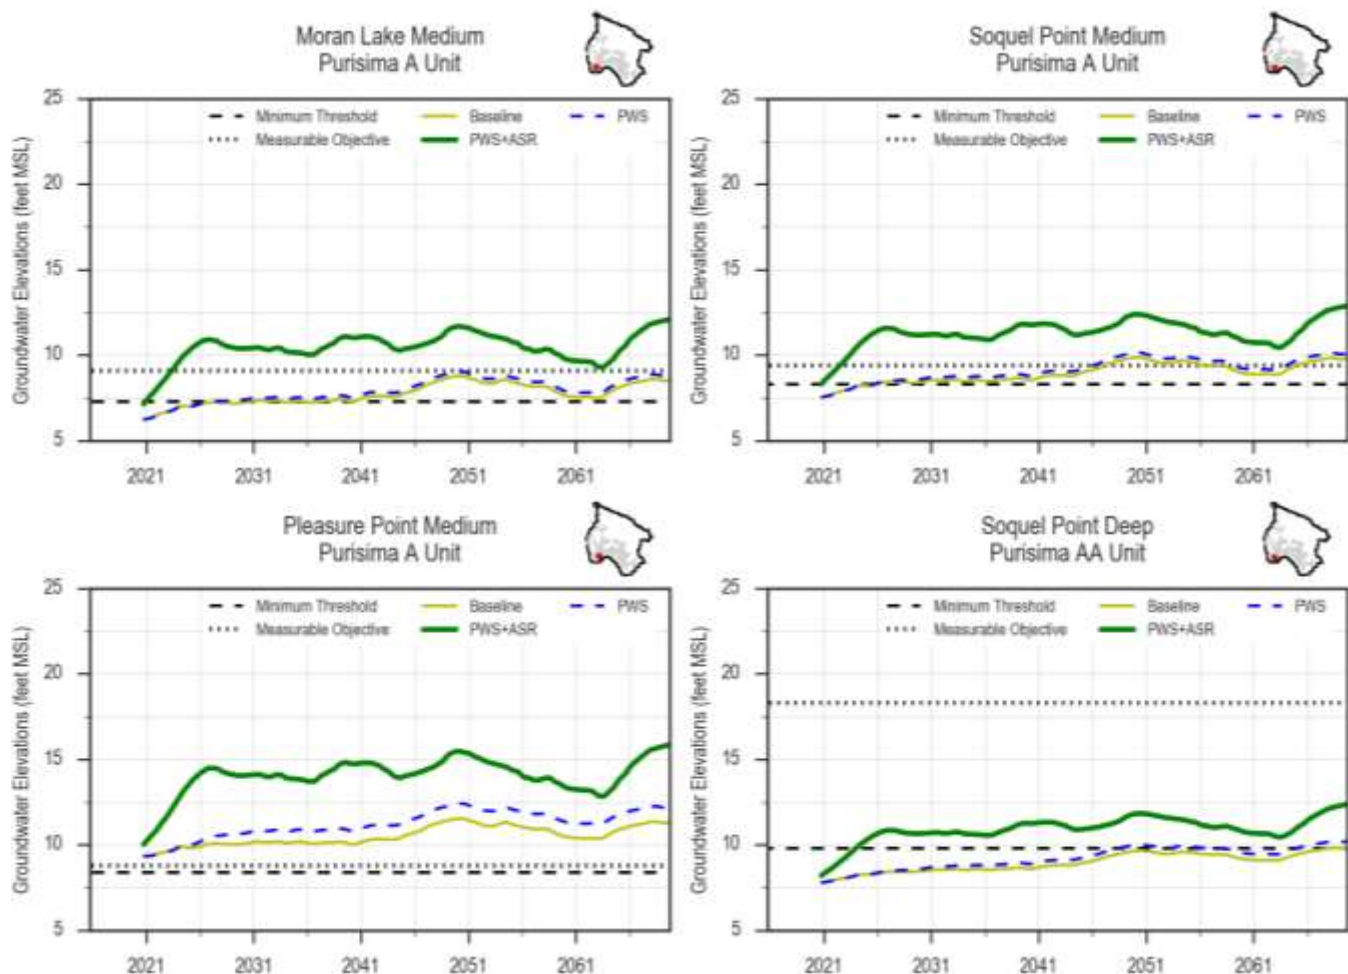 Moran Lake Medium
Purisima A Unit
Groundwater Elevations (feet MSL)
25
20
15
10
5
Minimum Threshold Baseline PWS
Measurable Objective PWS+ASR
2021 2031 2041 2051 2061
Soquel Point Medium
Purisima A Unit
Groundwater Elevations (feet MSL)
25
20
15
10
5
Minimum Threshold Baseline PWS
Measurable Objective PWS+ASR
2021 2031 2041 2051 2061
Pleasure Point Medium
Purisima A Unit
Groundwater Elevations (feet MSL)
25
20
15
10
5
Minimum Threshold Baseline PWS
Measurable Objective PWS+ASR
2021 2031 2041 2051 2061
Soquel Point Deep
Purisima AA Unit
Groundwater Elevations (feet MSL)
25
20
15
10
5
Minimum Threshold Baseline PWS
Measurable Objective PWS+ASR
2021 2031 2041 2051 2061